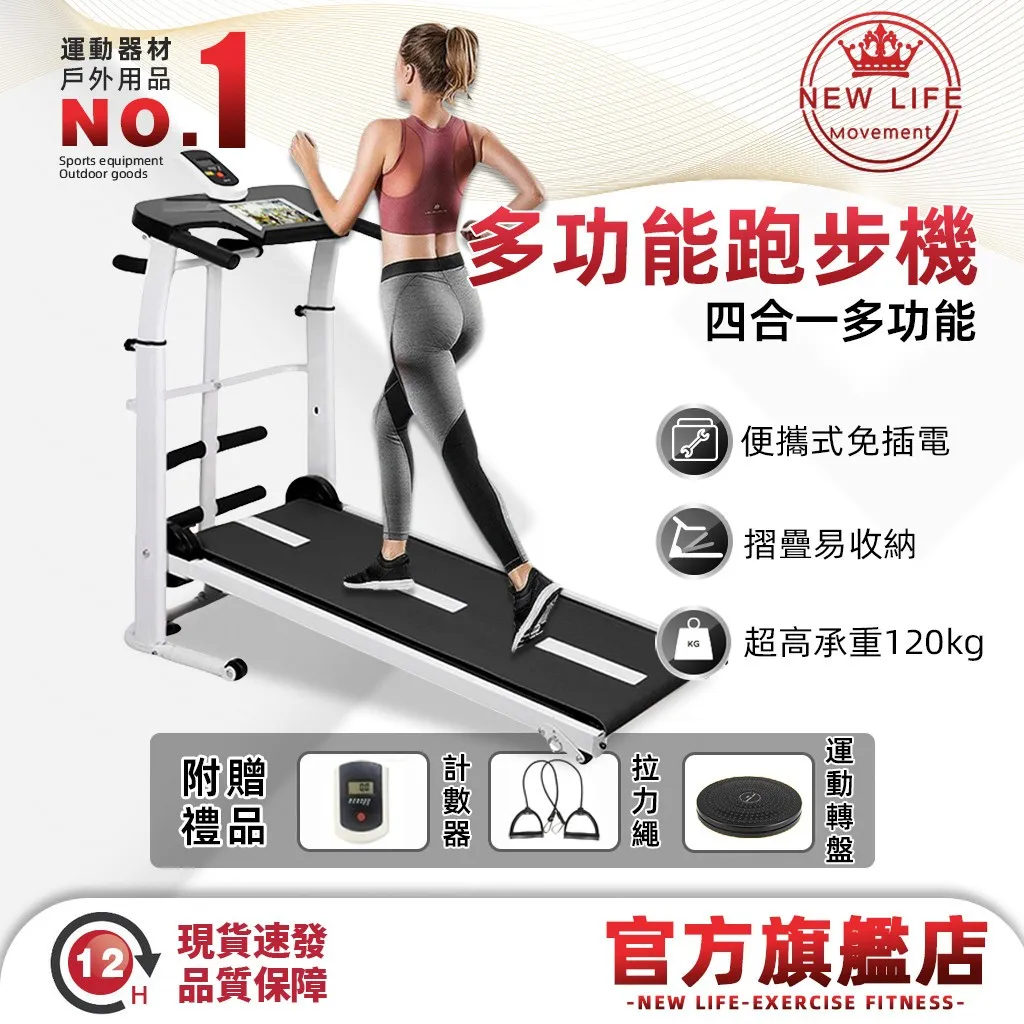 運動器材
戶外用品
NO.1
Sports equipment
Outdoor goods
NEW LIFE
Movement
多功能跑步機
四合一多功能
便攜式免插電
摺疊易收納
KG
超高承重120kg
附贈
禮品
計數器
拉力繩
運動轉盤
12H
現貨速發
品質保障
官方旗艦店
-NEW LIFE-EXERCISE FITNESS-